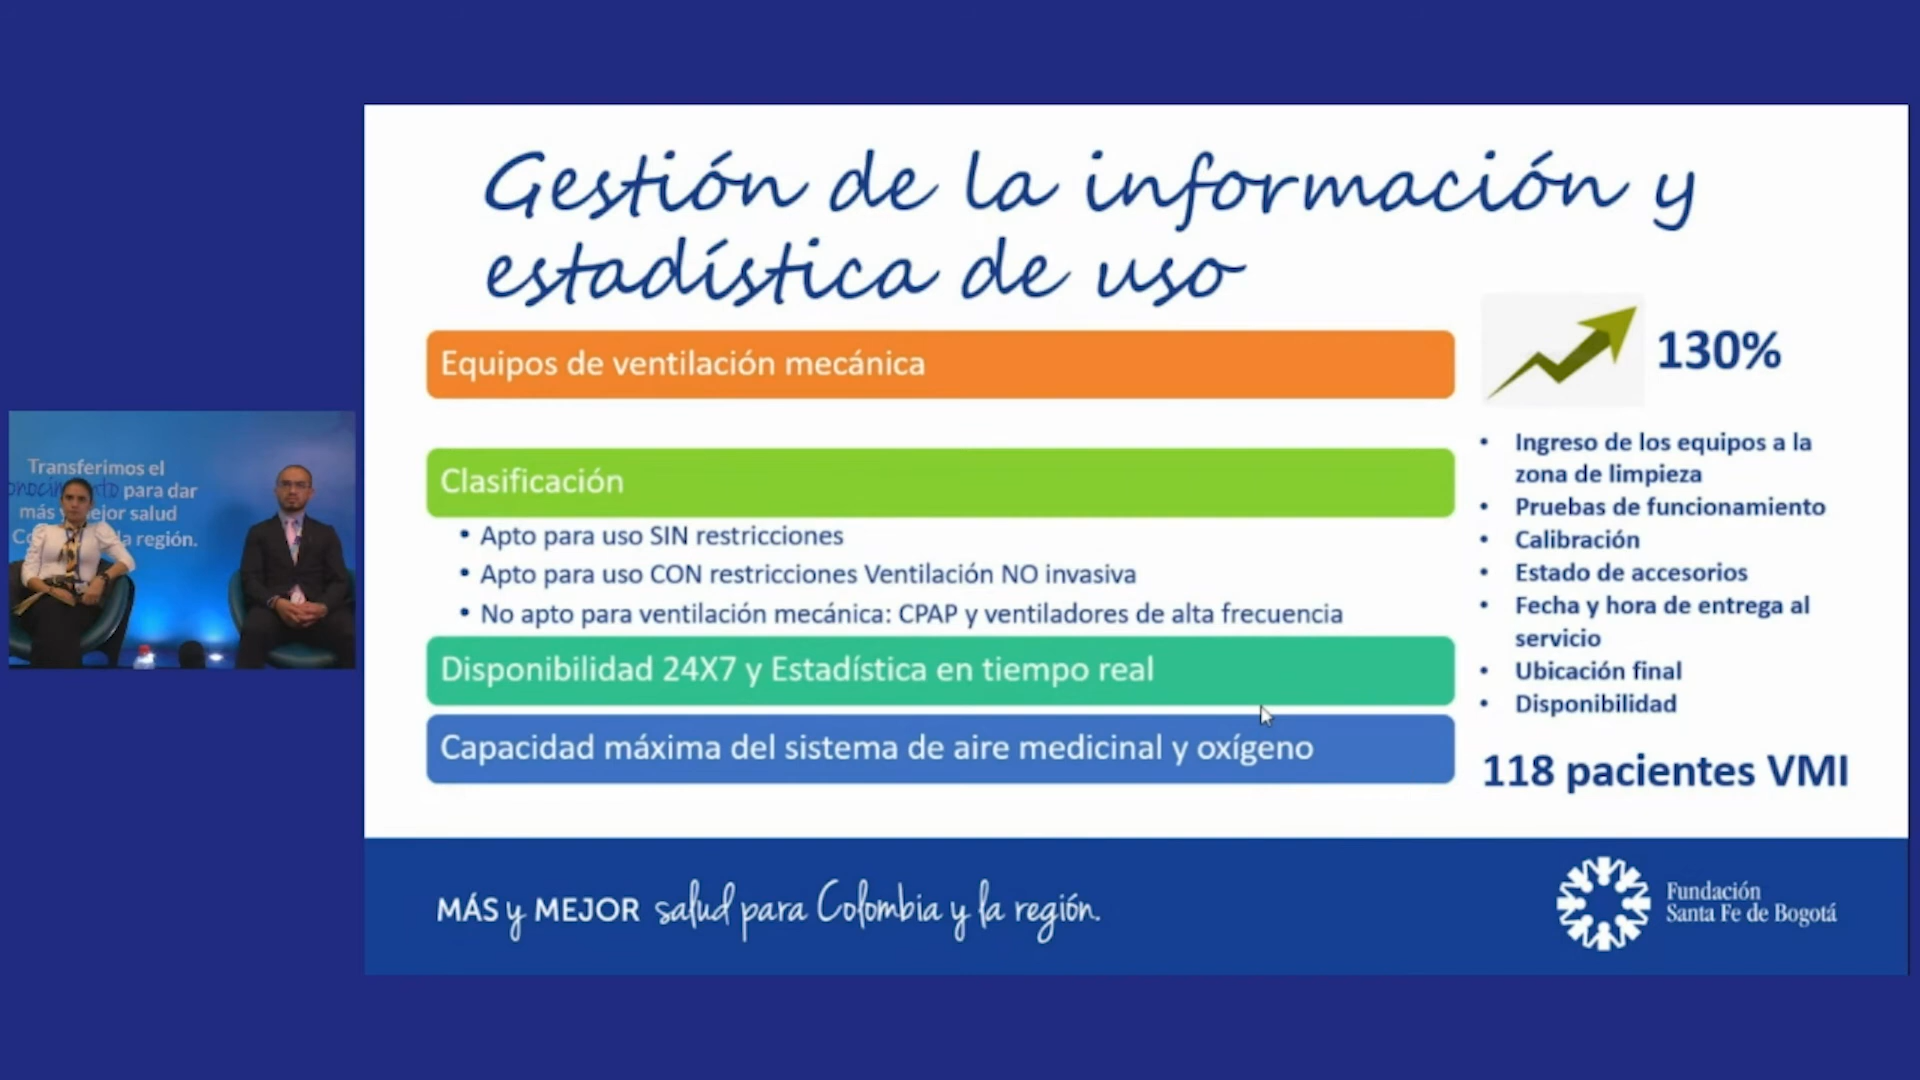 Gestión de la información y
estadística de uso
Equipos de ventilación mecánica
130%
Clasificación
• Apto para uso SIN restricciones
• Apto para uso CON restricciones Ventilación NO invasiva
• No apto para ventilación mecánica: CPAP y ventiladores de alta frecuencia
Disponibilidad 24X7 y Estadística en tiempo real
Capacidad máxima del sistema de aire medicinal y oxígeno
• Ingreso de los equipos a la
zona de limpieza
• Pruebas de funcionamiento
• Calibración
• Estado de accesorios
• Fecha y hora de entrega al
servicio
• Ubicación final
• Disponibilidad
118 pacientes VMI
MÁS y MEJOR salud para Colombia y la región.
Fundación
Santa Fe de Bogotá
Transferimos el
para dar
más salud
la región.